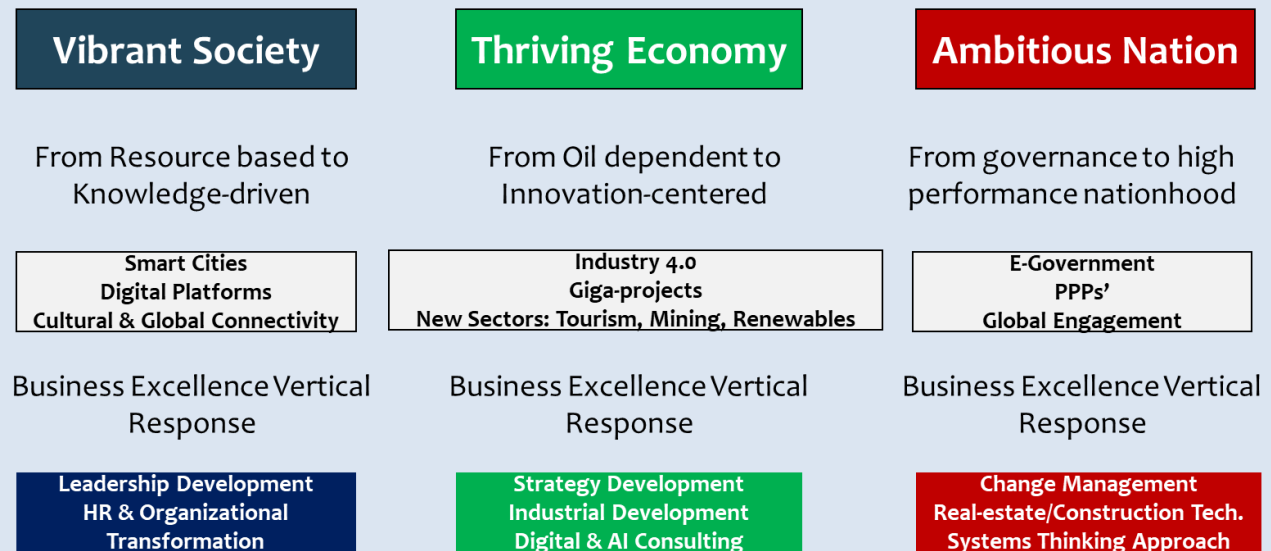 Vibrant Society
From Resource based to
Knowledge-driven
Smart Cities
Digital Platforms
Cultural & Global Connectivity
Business Excellence Vertical
Response
Leadership Development
HR & Organizational
Transformation
Thriving Economy
From Oil dependent to
Innovation-centered
Industry 4.0
Giga-projects
New Sectors: Tourism, Mining, Renewables
Business Excellence Vertical
Response
Strategy Development
Industrial Development
Digital & AI Consulting
Ambitious Nation
From governance to high
performance nationhood
E-Government
PPPs’
Global Engagement
Business Excellence Vertical
Response
Change Management
Real-estate/Construction Tech.
Systems Thinking Approach